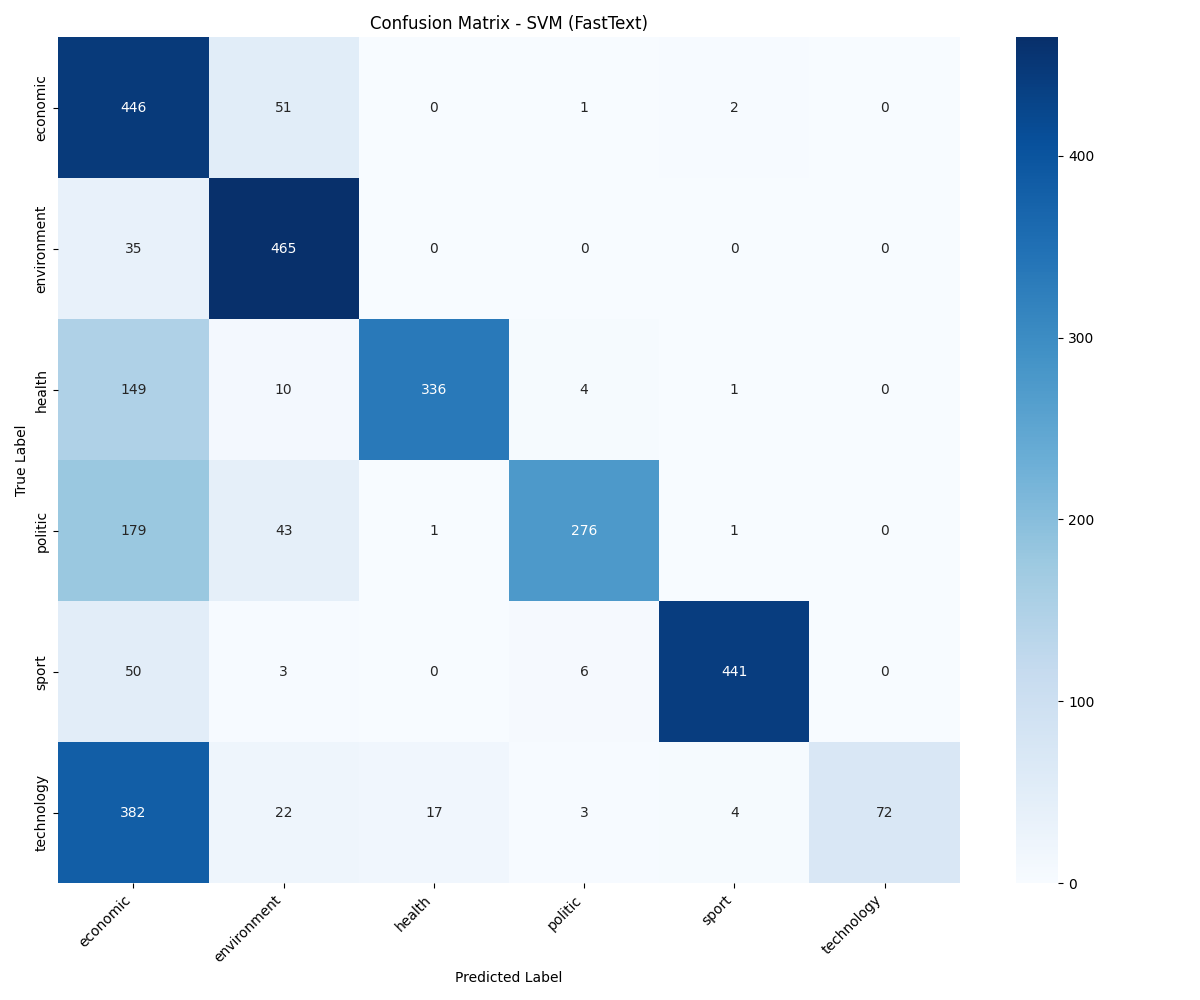 Confusion Matrix - SVM (FastText)
economic 446 51 0 1 2 0
environment 35 465 0 0 0 0
health 149 10 336 4 1 0
politic 179 43 1 276 1 0
sport 50 3 0 6 441 0
technology 382 22 17 3 4 72
True Label
economic environment health politic sport technology
Predicted Label
400
300
200
100
0